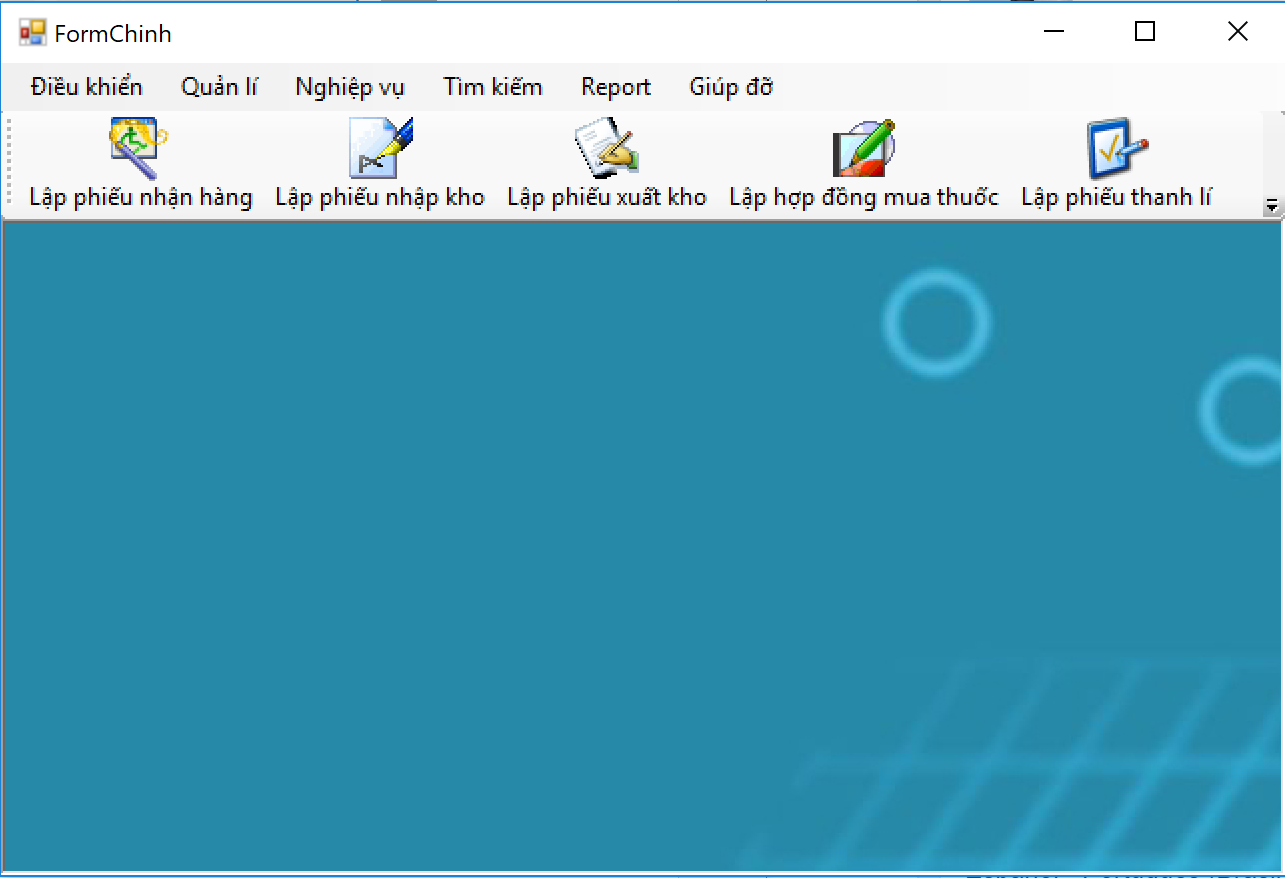 FormChinh
Điều khiển Quản lí Nghiệp vụ Tìm kiếm Report Giúp đỡ
Lập phiếu nhận hàng Lập phiếu nhập kho Lập phiếu xuất kho Lập hợp đồng mua thuốc Lập phiếu thanh lí